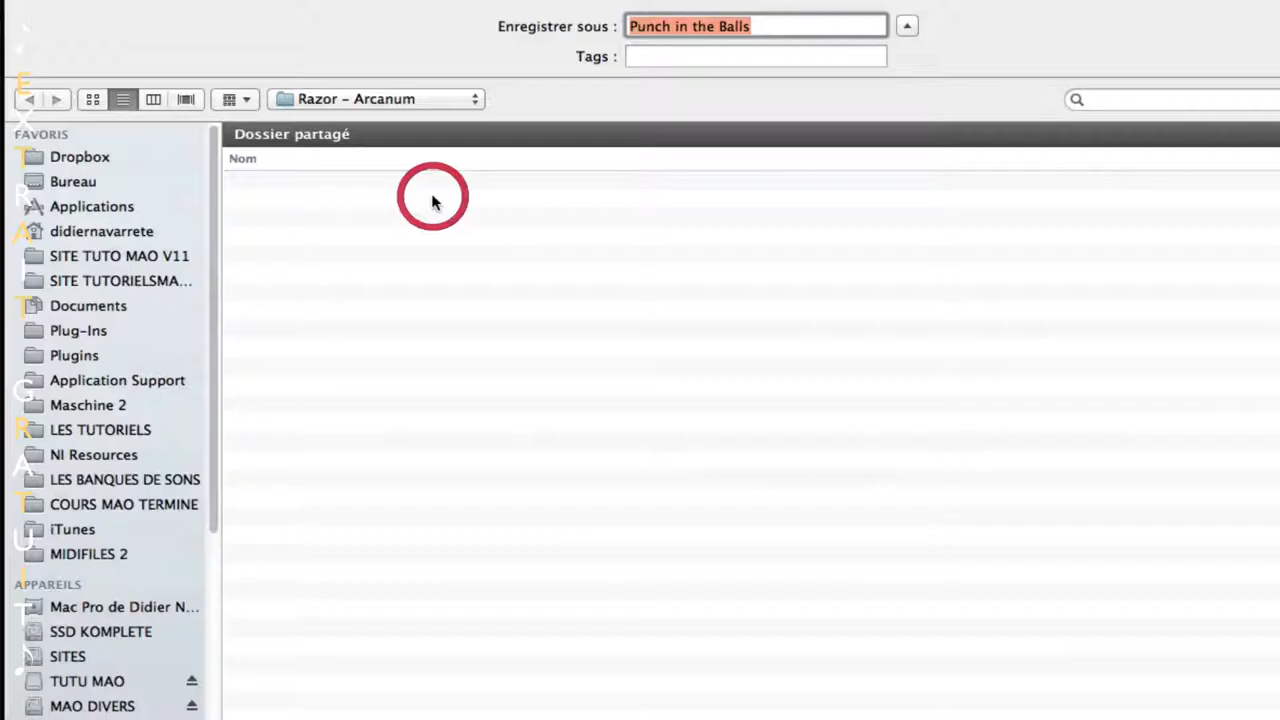 Enregistrer sous : Punch in the Balls
Tags :
Razor - Arcanum
FAVORIS
Dropbox
Bureau
Applications
didiernavarrete
SITE TUTO MAO V11
SITE TUTORIELSMA...
Documents
Plug-Ins
Plugins
Application Support
Maschine 2
LES TUTORIELS
NI Resources
LES BANQUES DE SONS
COURS MAO TERMINE
iTunes
MIDIFILES 2
APPAREILS
Mac Pro de Didier N...
SSD KOMPLETE
SITES
TUTU MAO
MAO DIVERS
Dossier partagé
Nom
EXTRAIT GRATUIT